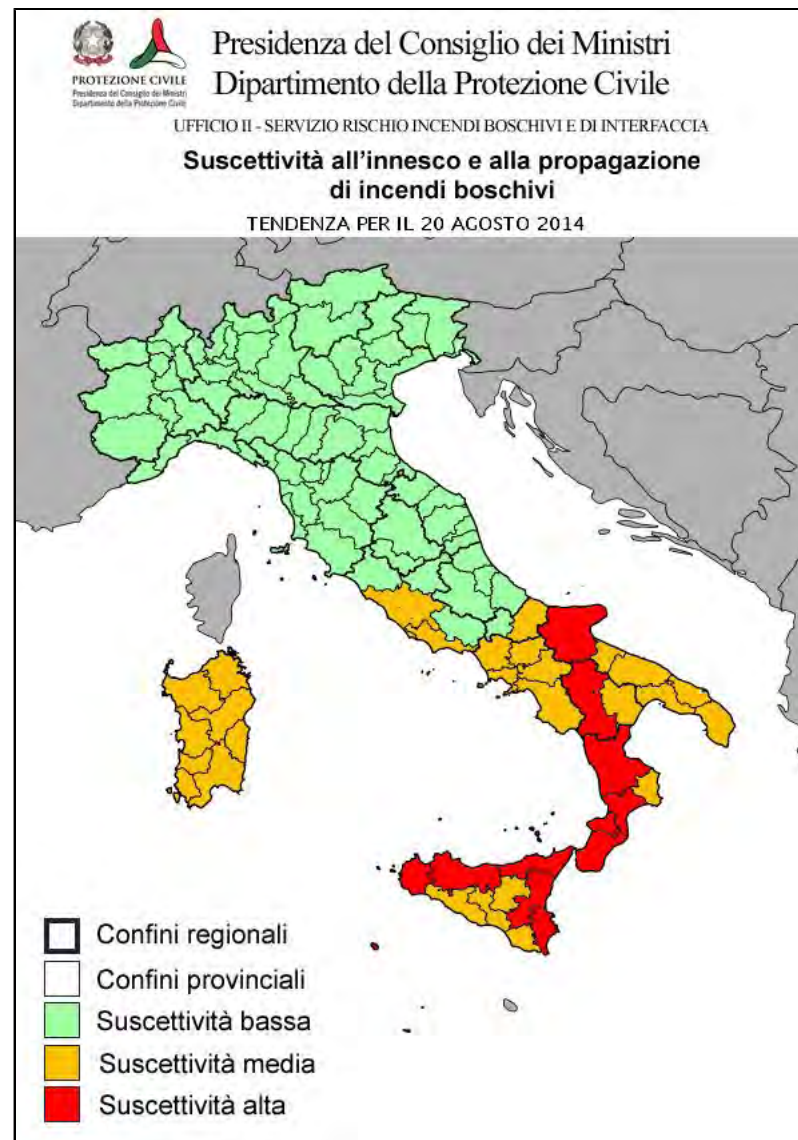 Presidenza del Consiglio dei Ministri
Dipartimento della Protezione Civile
PROTEZIONE CIVILE
Presidenza del Consiglio dei Ministri
Dipartimento della Protezione Civile
UFFICIO II - SERVIZIO RISCHIO INCENDI BOSCHIVI E DI INTERFACCIA
Suscettività all'innesco e alla propagazione
di incendi boschivi
TENDENZA PER IL 20 AGOSTO 2014
Confini regionali
Confini provinciali
Suscettività bassa
Suscettività media
Suscettività alta